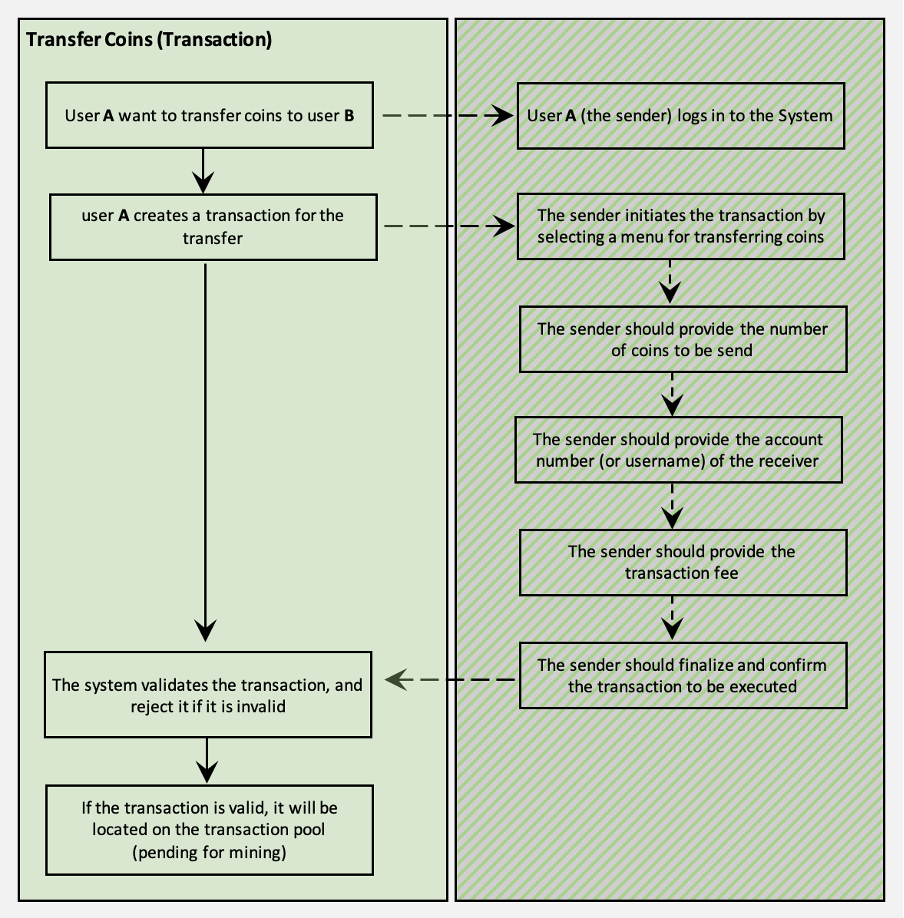 Transfer Coins (Transaction)
User A want to transfer coins to user B
User A (the sender) logs in to the System
user A creates a transaction for the
transfer
The sender initiates the transaction by
selecting a menu for transferring coins
The sender should provide the number
of coins to be send
The sender should provide the account
number (or username) of the receiver
The sender should provide the
transaction fee
The sender should finalize and confirm
the transaction to be executed
The system validates the transaction, and
reject it if it is invalid
If the transaction is valid, it will be
located on the transaction pool
(pending for mining)